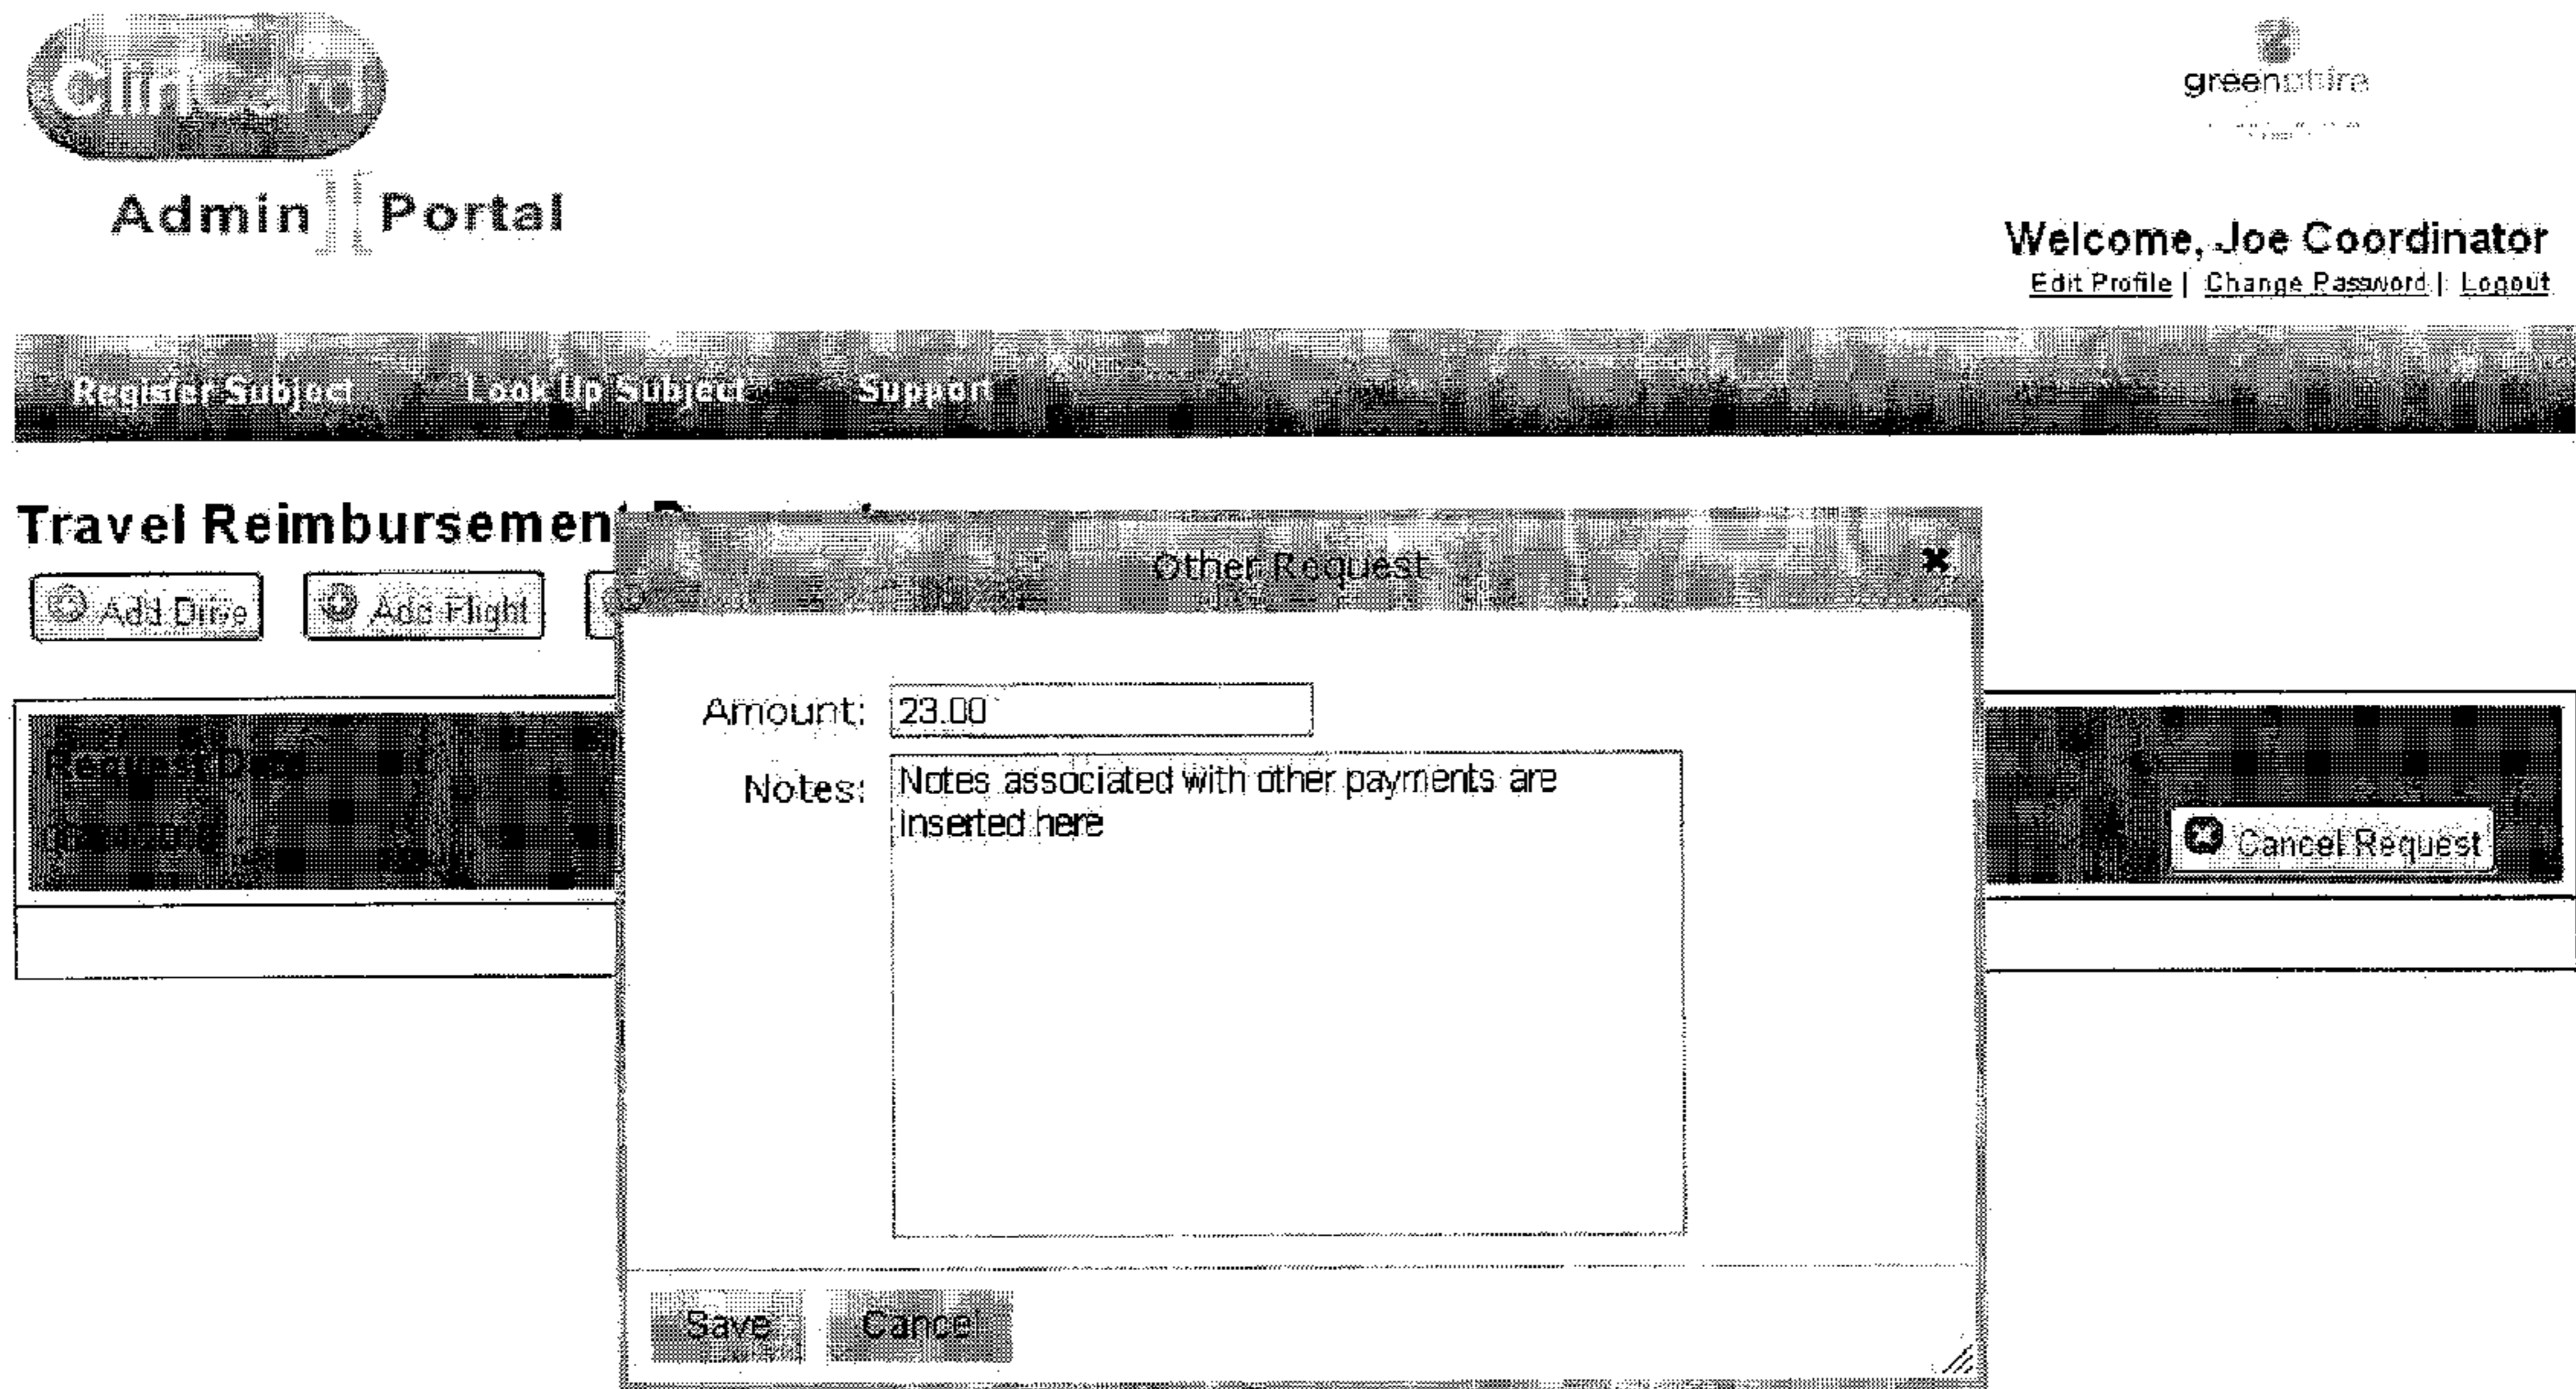 ClinCard
greenphire
Admin ][ Portal
Welcome, Joe Coordinator
Edit Profile | Change Password | Logout
Register Subject Look Up Subject Support
Travel Reimbursemen
Other Request
Add Drive Add Flight
Amount: 23.00
Request Date
Notes: Notes associated with other payments are
inserted here
Cancel Request
Save Cancel